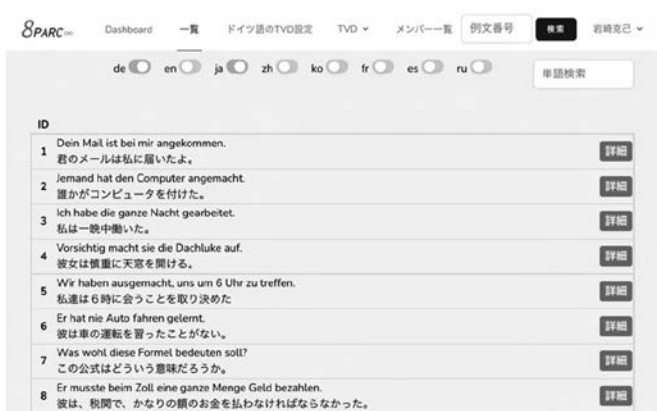 8PARC∞ Dashboard 一覧 ドイツ語のTVD設定 TVD メンバー一覧 例文番号 検索 岩崎克己
de en ja zh ko fr es ru 単語検索
ID
1 Dein Mail ist bei mir angekommen.
君のメールは私に届いたよ。 詳細
2 Jemand hat den Computer angemacht.
誰かがコンピュータを付けた。 詳細
3 Ich habe die ganze Nacht gearbeitet.
私は一晩中働いた。 詳細
4 Vorsichtig macht sie die Dachluke auf.
彼女は慎重に天窓を開ける。 詳細
5 Wir haben ausgemacht, uns um 6 Uhr zu treffen.
私達は6時に会うことを取り決めた 詳細
6 Er hat nie Auto fahren gelernt.
彼は車の運転を習ったことがない。 詳細
7 Was wohl diese Formel bedeuten soll?
この公式はどういう意味だろうか。 詳細
8 Er musste beim Zoll eine ganze Menge Geld bezahlen.
彼は、税関で、かなりの額のお金を払わなければならなかった。 詳細